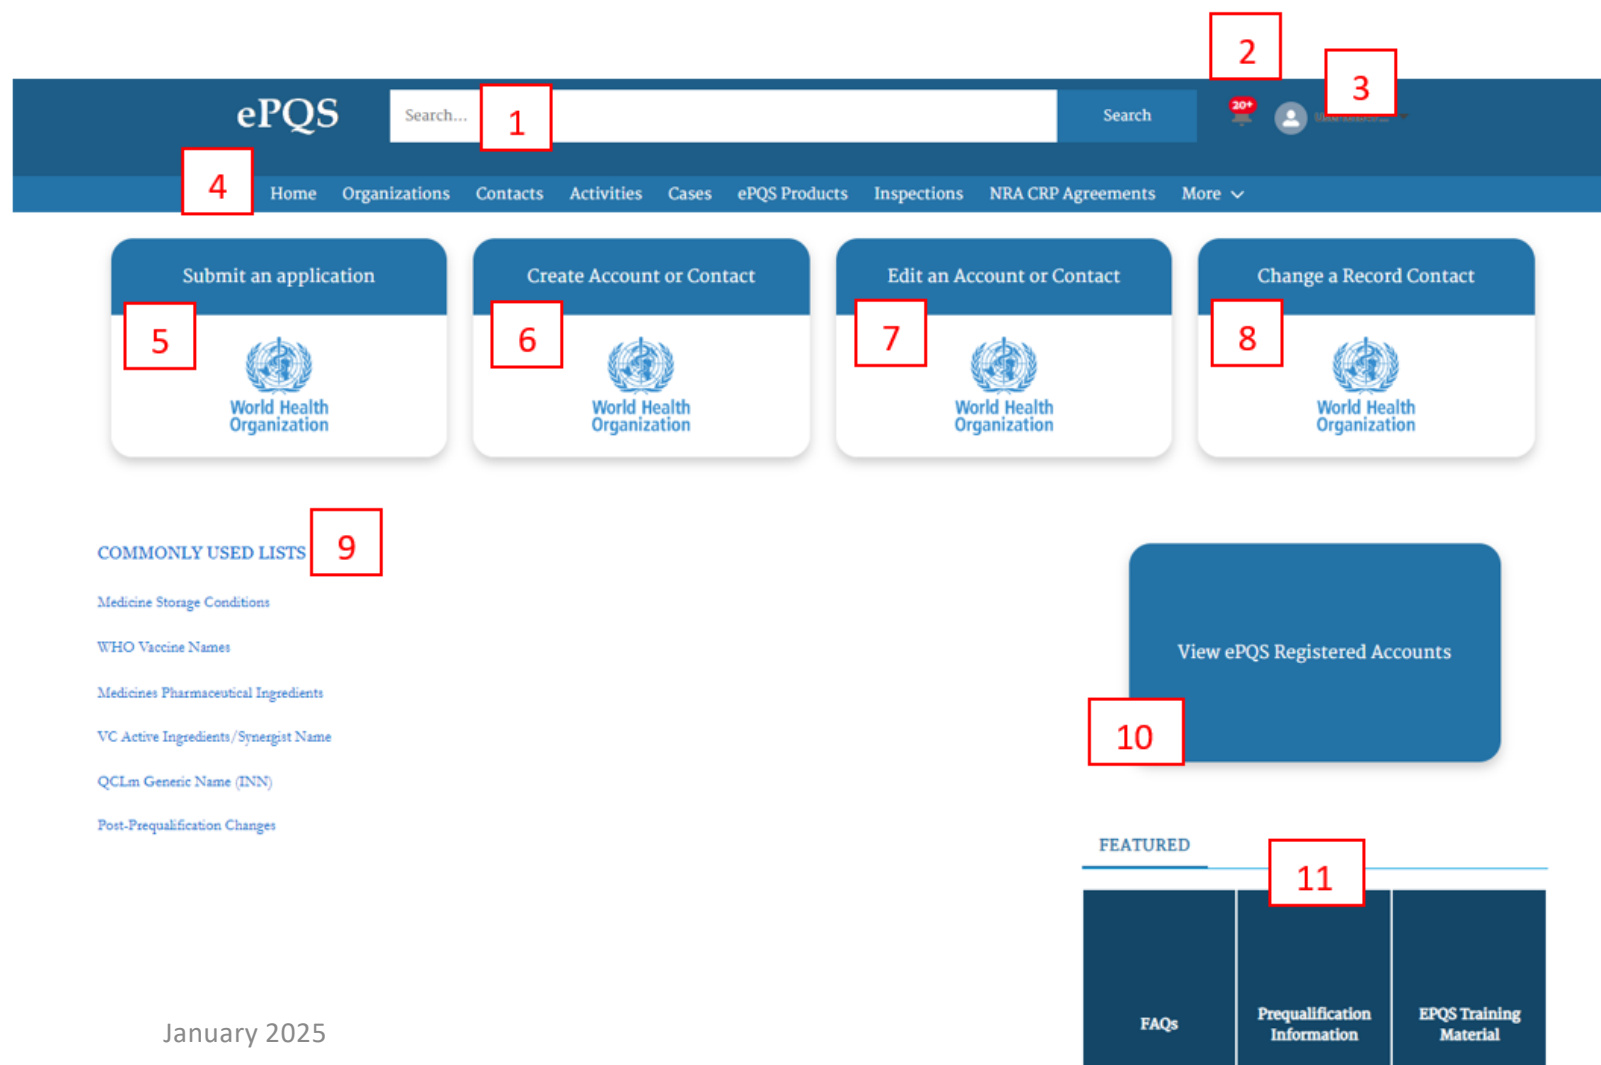 2
3
ePQS
Search...
1
Search
20+
4
Home Organizations Contacts Activities Cases ePQS Products Inspections NRA CRP Agreements More
Submit an application
Create Account or Contact
Edit an Account or Contact
Change a Record Contact
5
World Health
Organization
6
World Health
Organization
7
World Health
Organization
8
World Health
Organization
COMMONLY USED LISTS
9
Medicine Storage Conditions
WHO Vaccine Names
Medicines Pharmaceutical Ingredients
VC Active Ingredients/Synergist Name
QCLm Generic Name (INN)
Post-Prequalification Changes
View ePQS Registered Accounts
10
FEATURED
11
FAQs
Prequalification
Information
EPQS Training
Material
January 2025